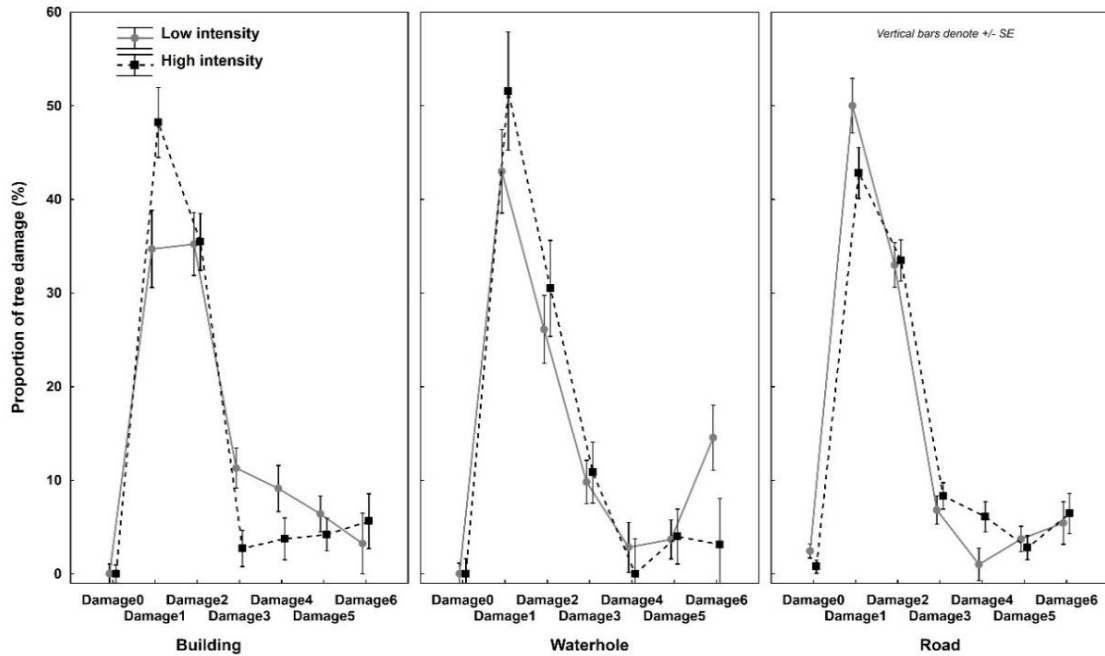 60
50
40
30
20
10
0
Proportion of tree damage (%)
Low intensity
High intensity
Vertical bars denote +/- SE
Damage0 Damage2 Damage4 Damage6
Damage1 Damage3 Damage5
Building
Damage0 Damage2 Damage4 Damage6
Damage1 Damage3 Damage5
Waterhole
Damage0 Damage2 Damage4 Damage6
Damage1 Damage3 Damage5
Road